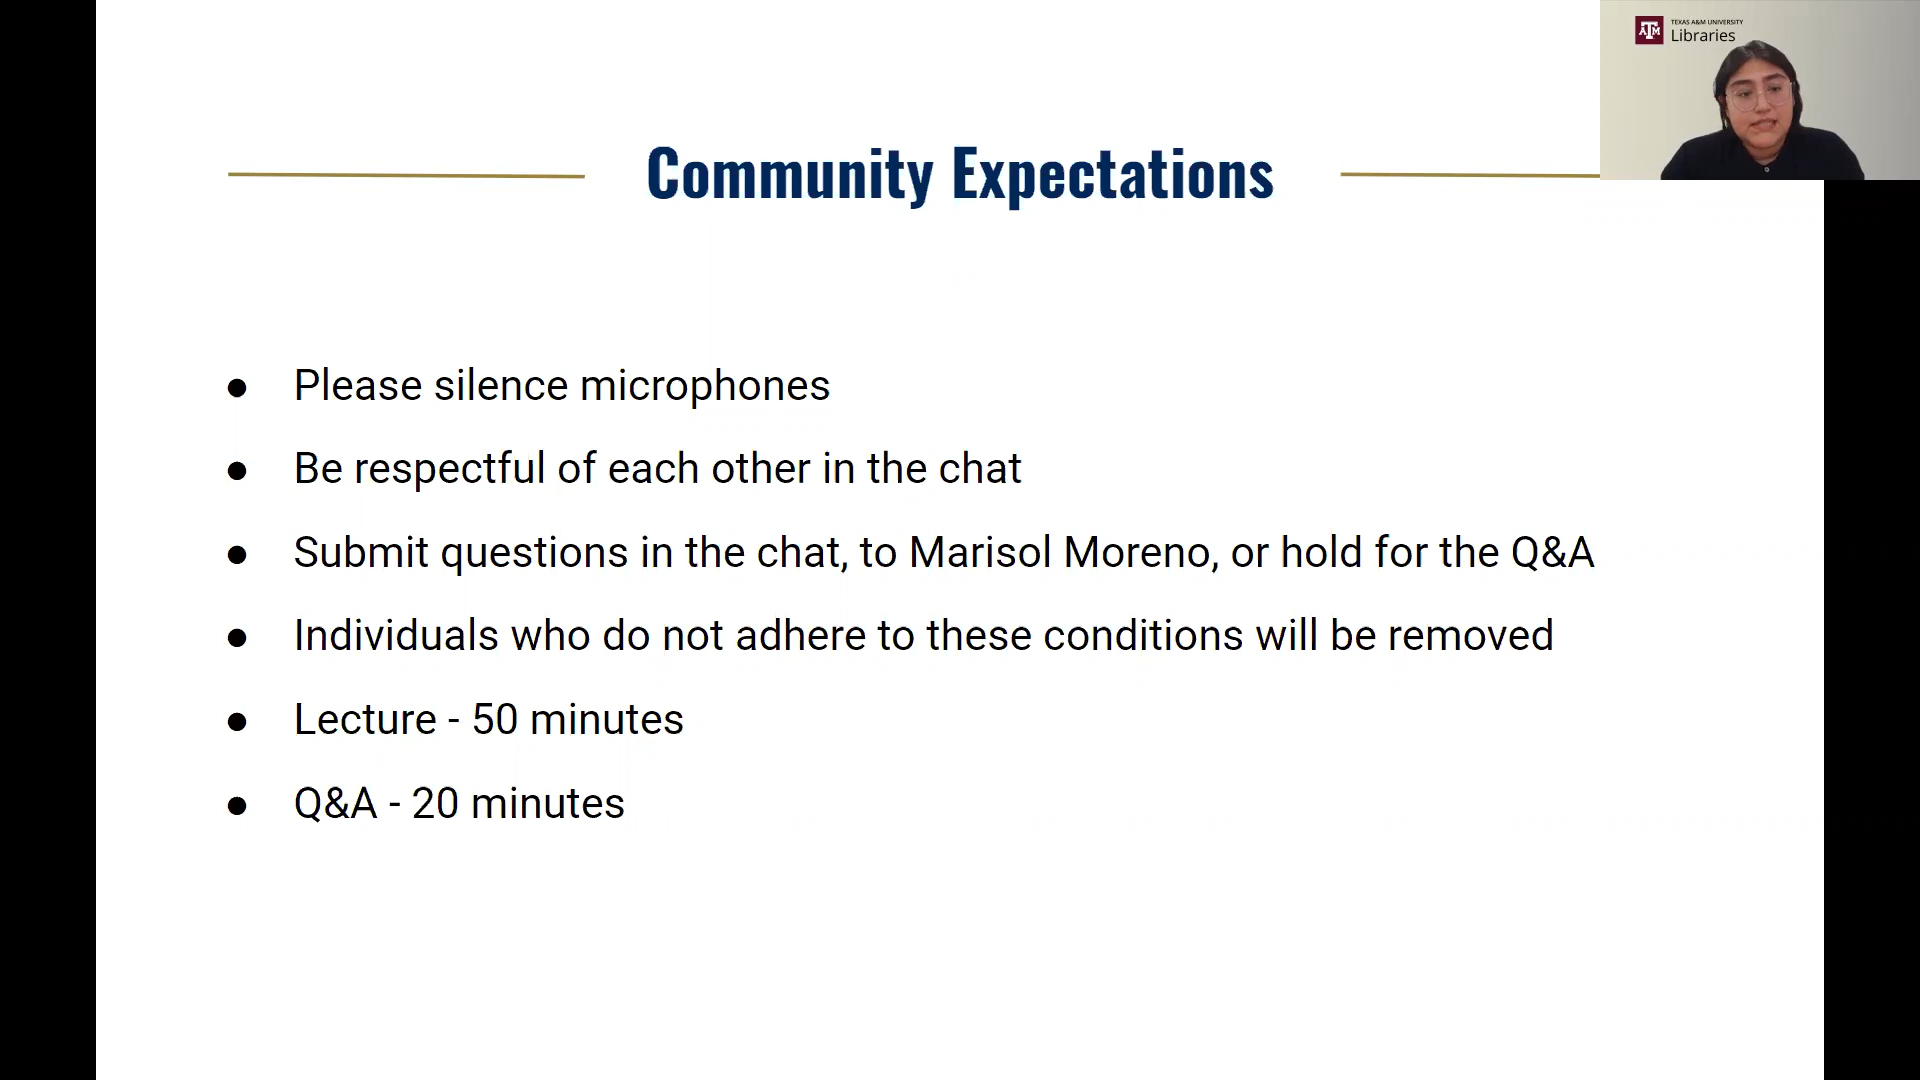 TEXAS A&M UNIVERSITY
Libraries
Community Expectations
● Please silence microphones
● Be respectful of each other in the chat
● Submit questions in the chat, to Marisol Moreno, or hold for the Q&A
● Individuals who do not adhere to these conditions will be removed
● Lecture - 50 minutes
● Q&A - 20 minutes